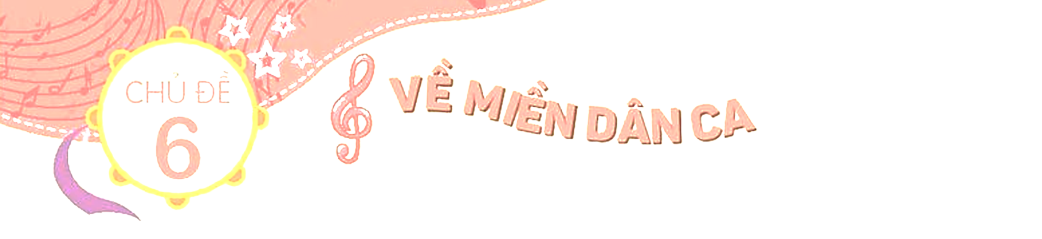 CHỦ ĐỀ
6
VỀ MIỀN DÂN CA